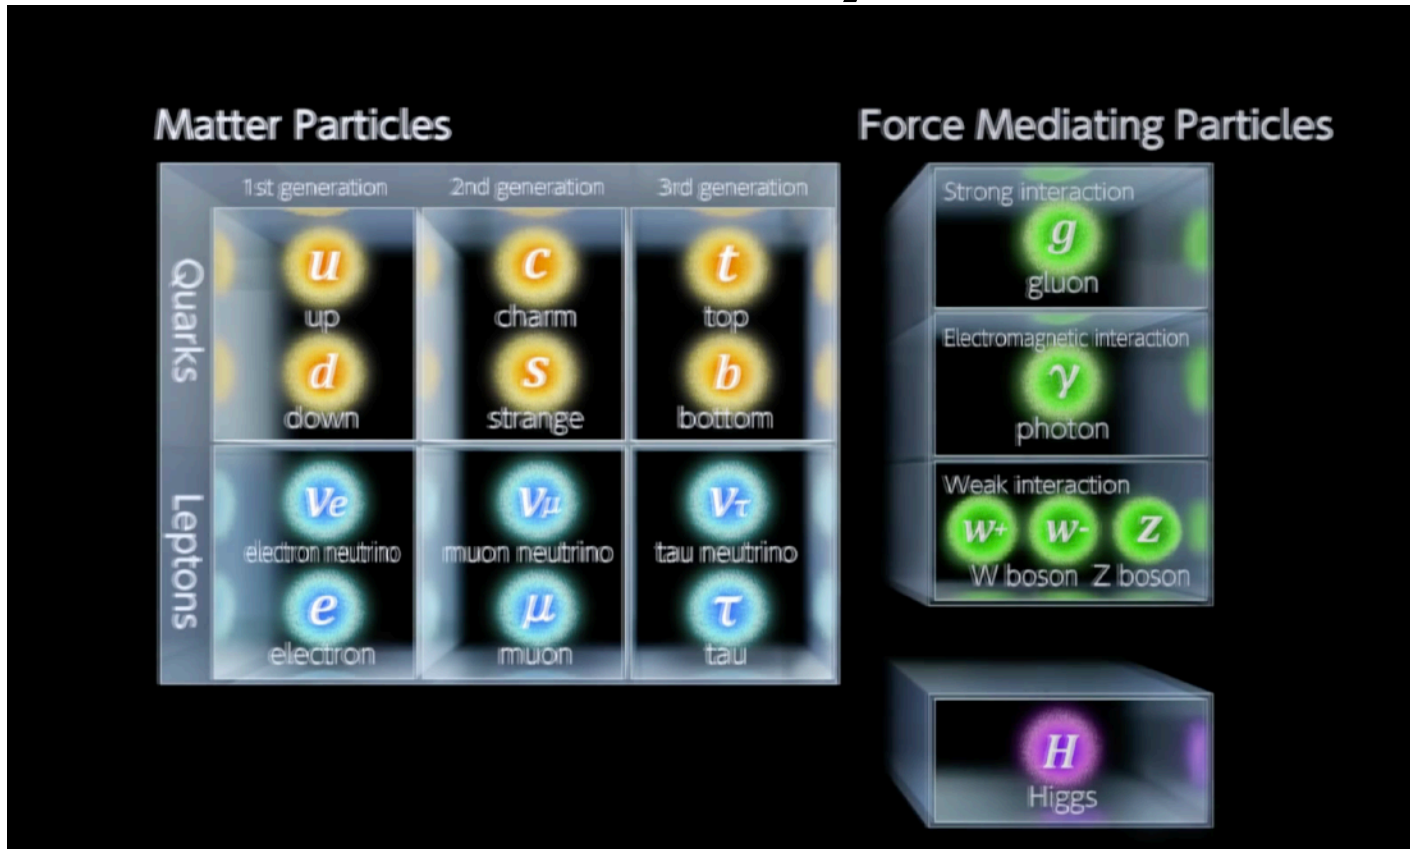 Matter Particles
Force Mediating Particles
1st generation 2nd generation 3rd generation
Quarks
u c t
up charm top
d s b
down strange bottom
Leptons
νe νμ ντ
electron neutrino muon neutrino tau neutrino
e μ τ
electron muon tau
Strong interaction
g
gluon
Electromagnetic interaction
γ
photon
Weak interaction
W+ W- Z
W boson Z boson
H
Higgs